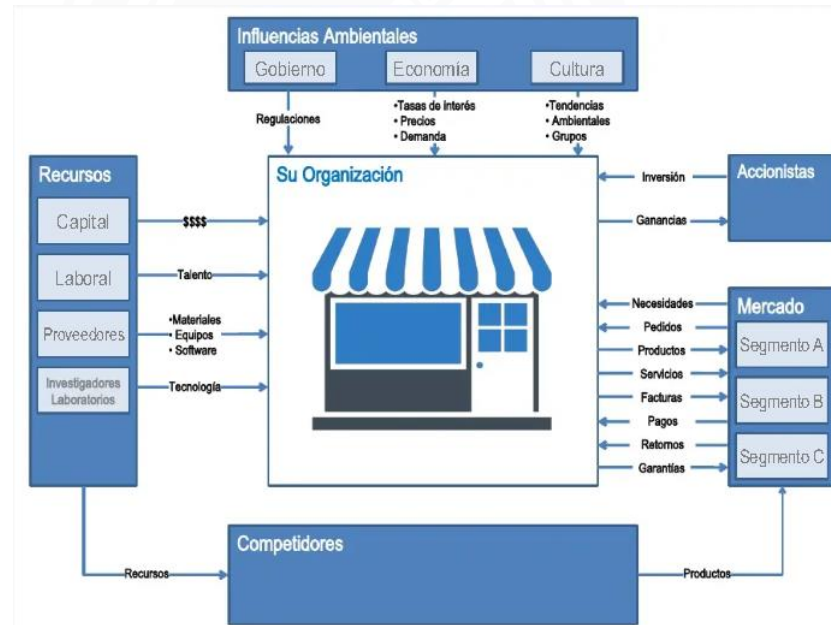 Influencias Ambientales
Gobierno
Economía
Cultura
Regulaciones
•Tasas de interés
• Precios
• Demanda
•Tendencias
• Ambientales
• Grupos
Recursos
Capital
Laboral
Proveedores
Investigadores
Laboratorios
$$$$
Talento
•Materiales
• Equipos
• Software
Tecnología
Su Organización
Inversión
Ganancias
Accionistas
Necesidades
Pedidos
Productos
Servicios
Facturas
Pagos
Retornos
Garantías
Mercado
Segmento A
Segmento B
Segmento C
Competidores
Recursos
Productos